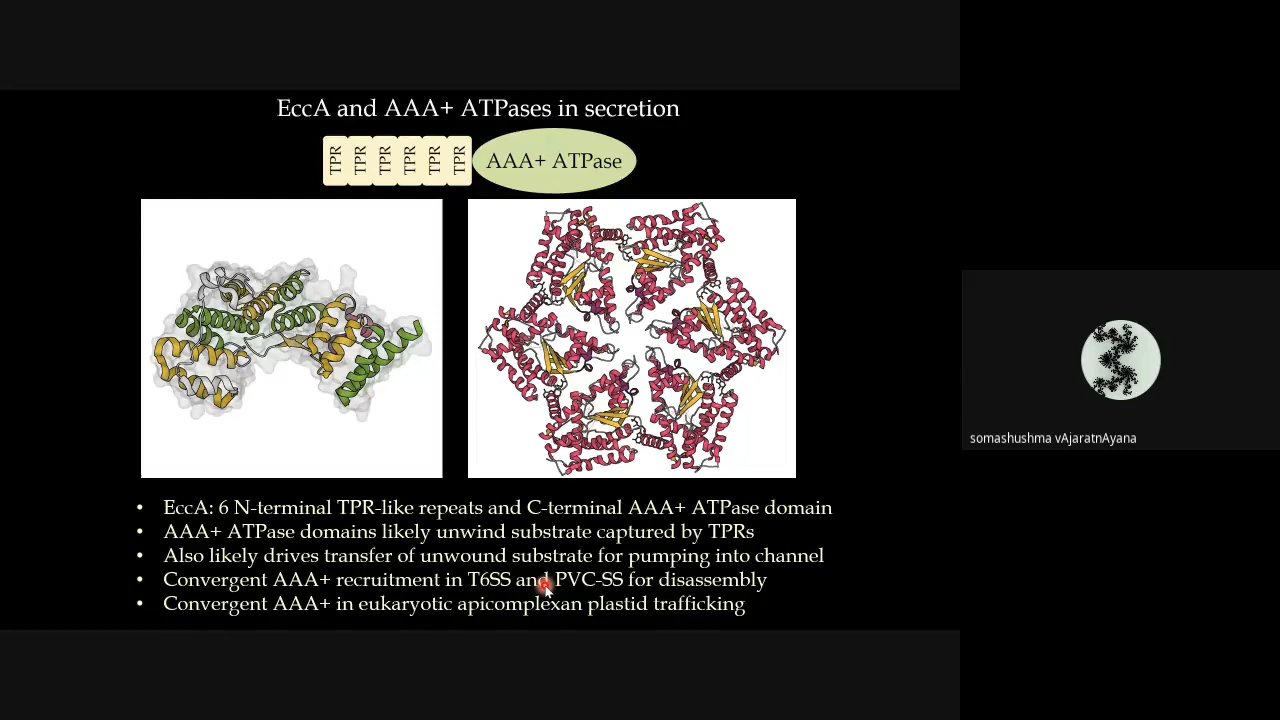 EccA and AAA+ ATPases in secretion
TPR TPR TPR TPR TPR TPR AAA+ ATPase
• EccA: 6 N-terminal TPR-like repeats and C-terminal AAA+ ATPase domain
• AAA+ ATPase domains likely unwind substrate captured by TPRs
• Also likely drives transfer of unwound substrate for pumping into channel
• Convergent AAA+ recruitment in T6SS and PVC-SS for disassembly
• Convergent AAA+ in eukaryotic apicomplexan plastid trafficking
somashushma vAjaratnAyana